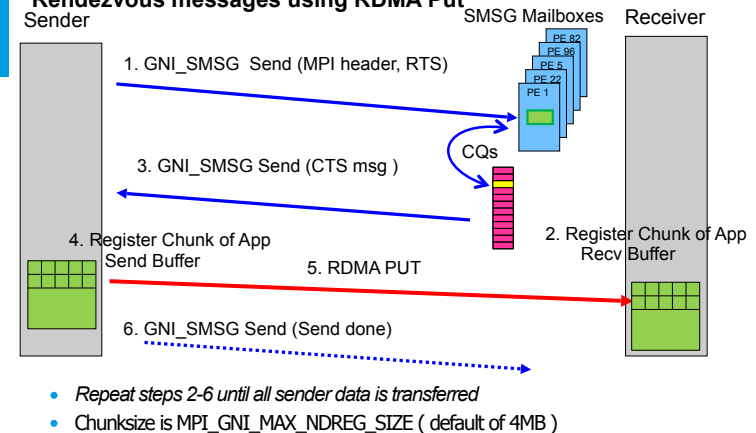 Rendezvous messages using RDMA Put
Sender
SMSG Mailboxes
Receiver
PE 82
PE 96
PE 5
PE 22
PE 1
1. GNI_SMSG Send (MPI header, RTS)
CQs
3. GNI_SMSG Send (CTS msg )
2. Register Chunk of App
Recv Buffer
4. Register Chunk of App
Send Buffer
5. RDMA PUT
6. GNI_SMSG Send (Send done)
• Repeat steps 2-6 until all sender data is transferred
• Chunksize is MPI_GNI_MAX_NDREG_SIZE ( default of 4MB )